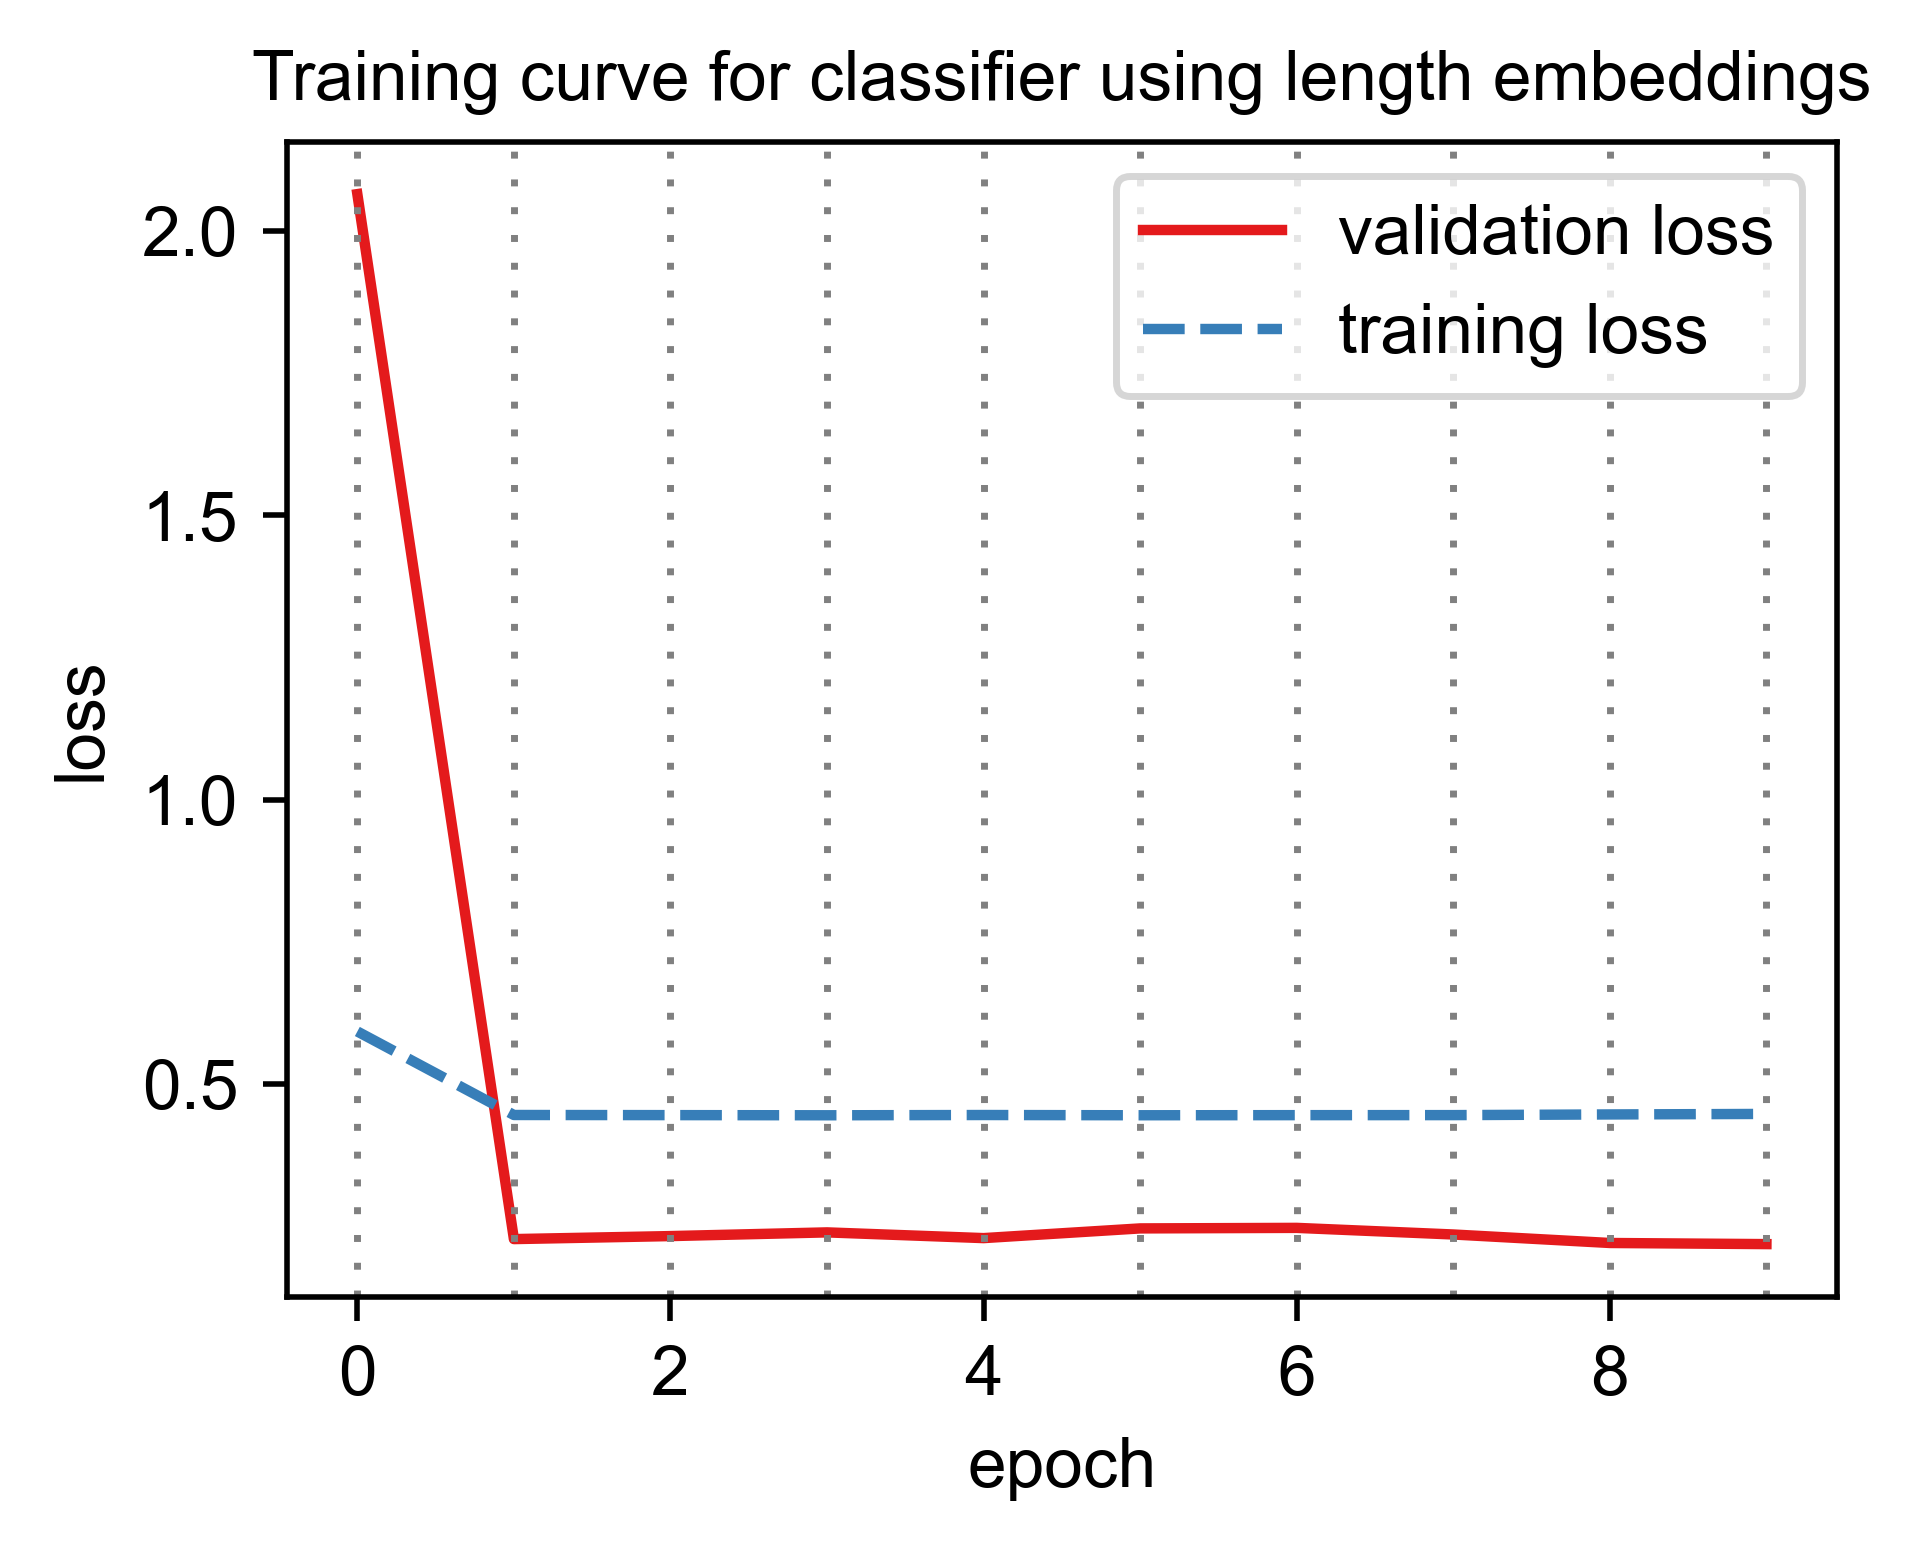 Training curve for classifier using length embeddings
validation loss
training loss
2.0
1.5
1.0
0.5
loss
0
2
4
6
8
epoch